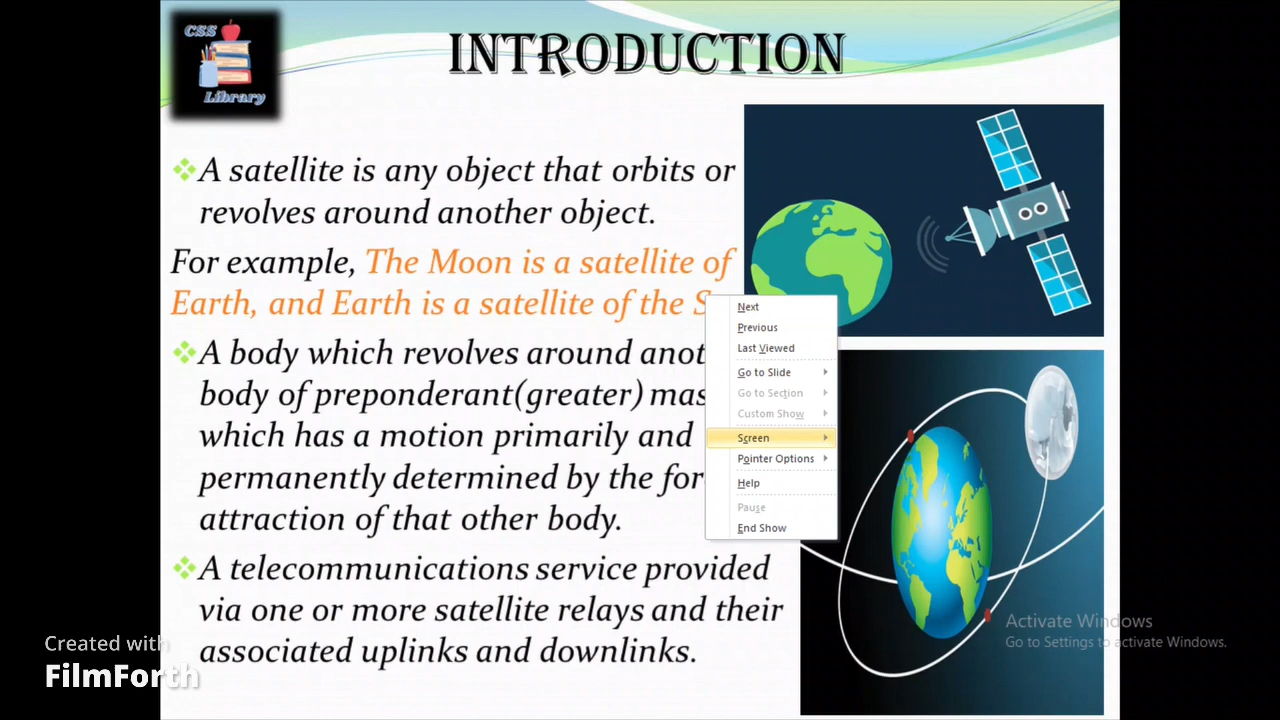 CSS
Library
INTRODUCTION
A satellite is any object that orbits or
revolves around another object.
For example, The Moon is a satellite of
Earth, and Earth is a satellite of the S
A body which revolves around anot
body of preponderant(greater) mas
which has a motion primarily and
permanently determined by the for
attraction of that other body.
A telecommunications service provided
via one or more satellite relays and their
associated uplinks and downlinks.
Next
Previous
Last Viewed
Go to Slide
Go to Section
Custom Show
Screen
Pointer Options
Help
Pause
End Show
Activate Windows
Go to Settings to activate Windows.
Created with
FilmForth